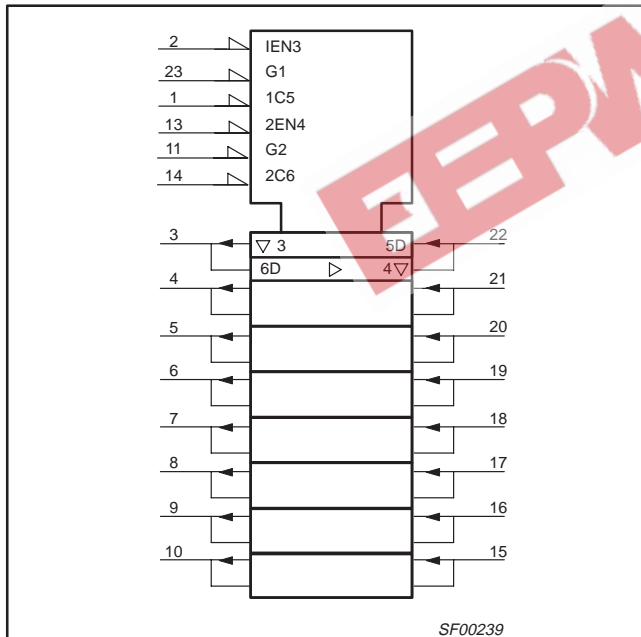 2 IEN3
23 G1
1 1C5
13 2EN4
11 G2
14 2C6
3 ▽ 3 5D 22
6D ▷ 4▽
4 21
5 20
6 19
7 18
8 17
9 16
10 15
SF00239
EEPW